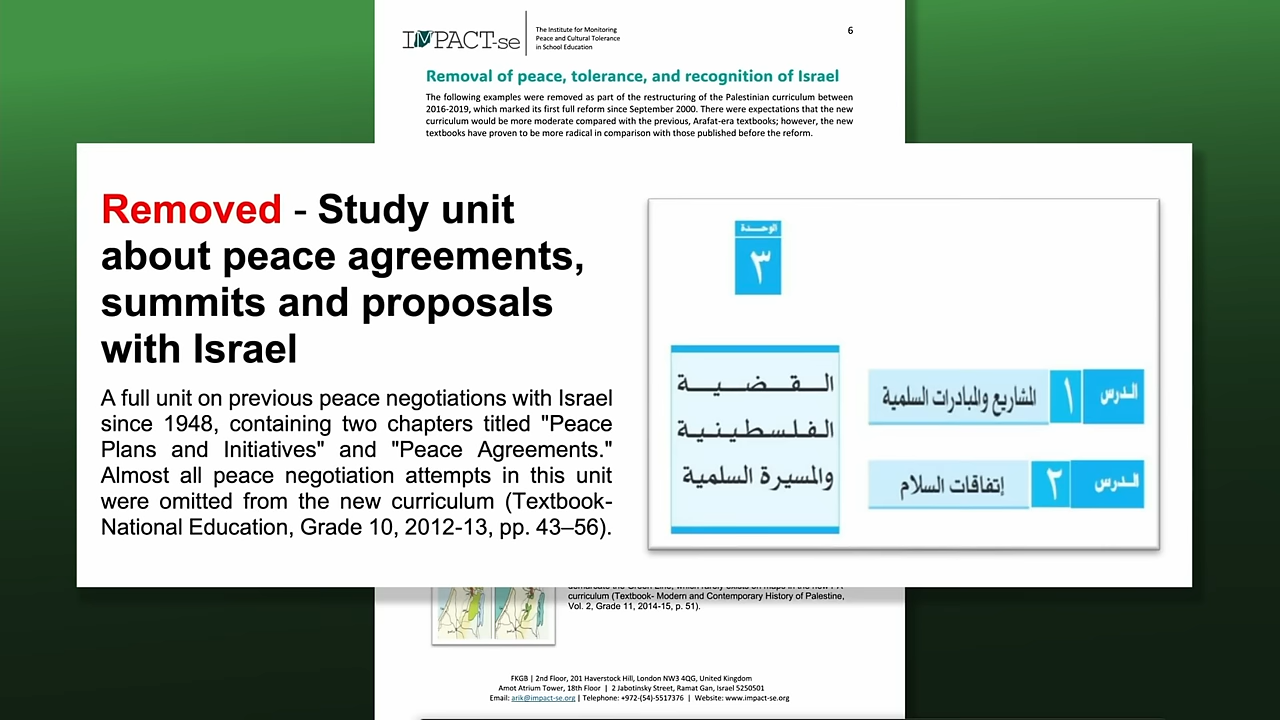 IMPACT-se
The Institute for Monitoring
Peace and Cultural Tolerance
in School Education
6
Removal of peace, tolerance, and recognition of Israel
The following examples were removed as part of the restructuring of the Palestinian curriculum between
2016-2019, which marked its first full reform since September 2000. There were expectations that the new
curriculum would be more moderate compared with the previous, Arafat-era textbooks; however, the new
textbooks have proven to be more radical in comparison with those published before the reform.
Removed - Study unit
about peace agreements,
summits and proposals
with Israel
A full unit on previous peace negotiations with Israel
since 1948, containing two chapters titled "Peace
Plans and Initiatives" and "Peace Agreements."
Almost all peace negotiation attempts in this unit
were omitted from the new curriculum (Textbook-
National Education, Grade 10, 2012-13, pp. 43–56).
الوحدة
٣
القضية
الفلسطينية
والمسيرة السلمية
الدرس ١ المشاريع والمبادرات السلمية
الدرس ٢ إتفاقات السلام
curriculum (Textbook- Modern and Contemporary History of Palestine,
Vol. 2, Grade 11, 2014-15, p. 51).
FKGB | 2nd Floor, 201 Haverstock Hill, London NW3 4QG, United Kingdom
Amot Atrium Tower, 18th Floor | 2 Jabotinsky Street, Ramat Gan, Israel 5250501
Email: arik@impact-se.org | Telephone: +972-(54)-5517376 | Website: www.impact-se.org